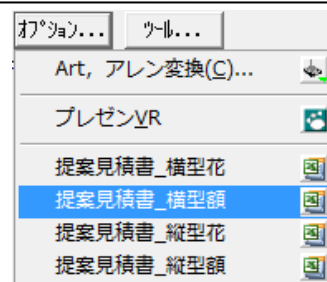 ｵﾌﾟｼｮﾝ... ﾂｰﾙ...
Art, アレン変換(C)...
プレゼンVR
提案見積書_横型花
提案見積書_横型額
提案見積書_縦型花
提案見積書_縦型額